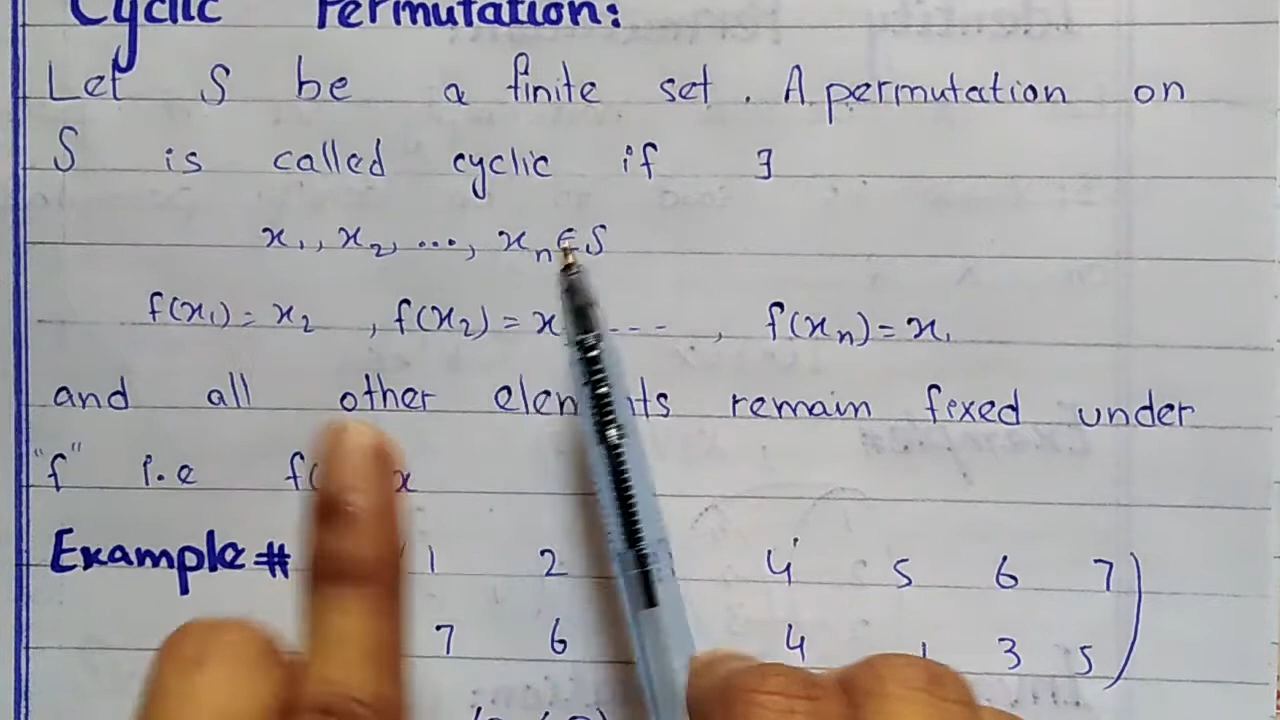 Cyclic Permutation:
Let S be a finite set. A permutation on
S is called cyclic if ∃
x₁, x₂, ..., xₙ ∈ S
f(x₁) = x₂ , f(x₂) = x ---- , f(xₙ) = x₁
and all other remain fixed under
"f" i.e f( x
Example # 1 2 4 5 6 7)
7 6 4 3 5